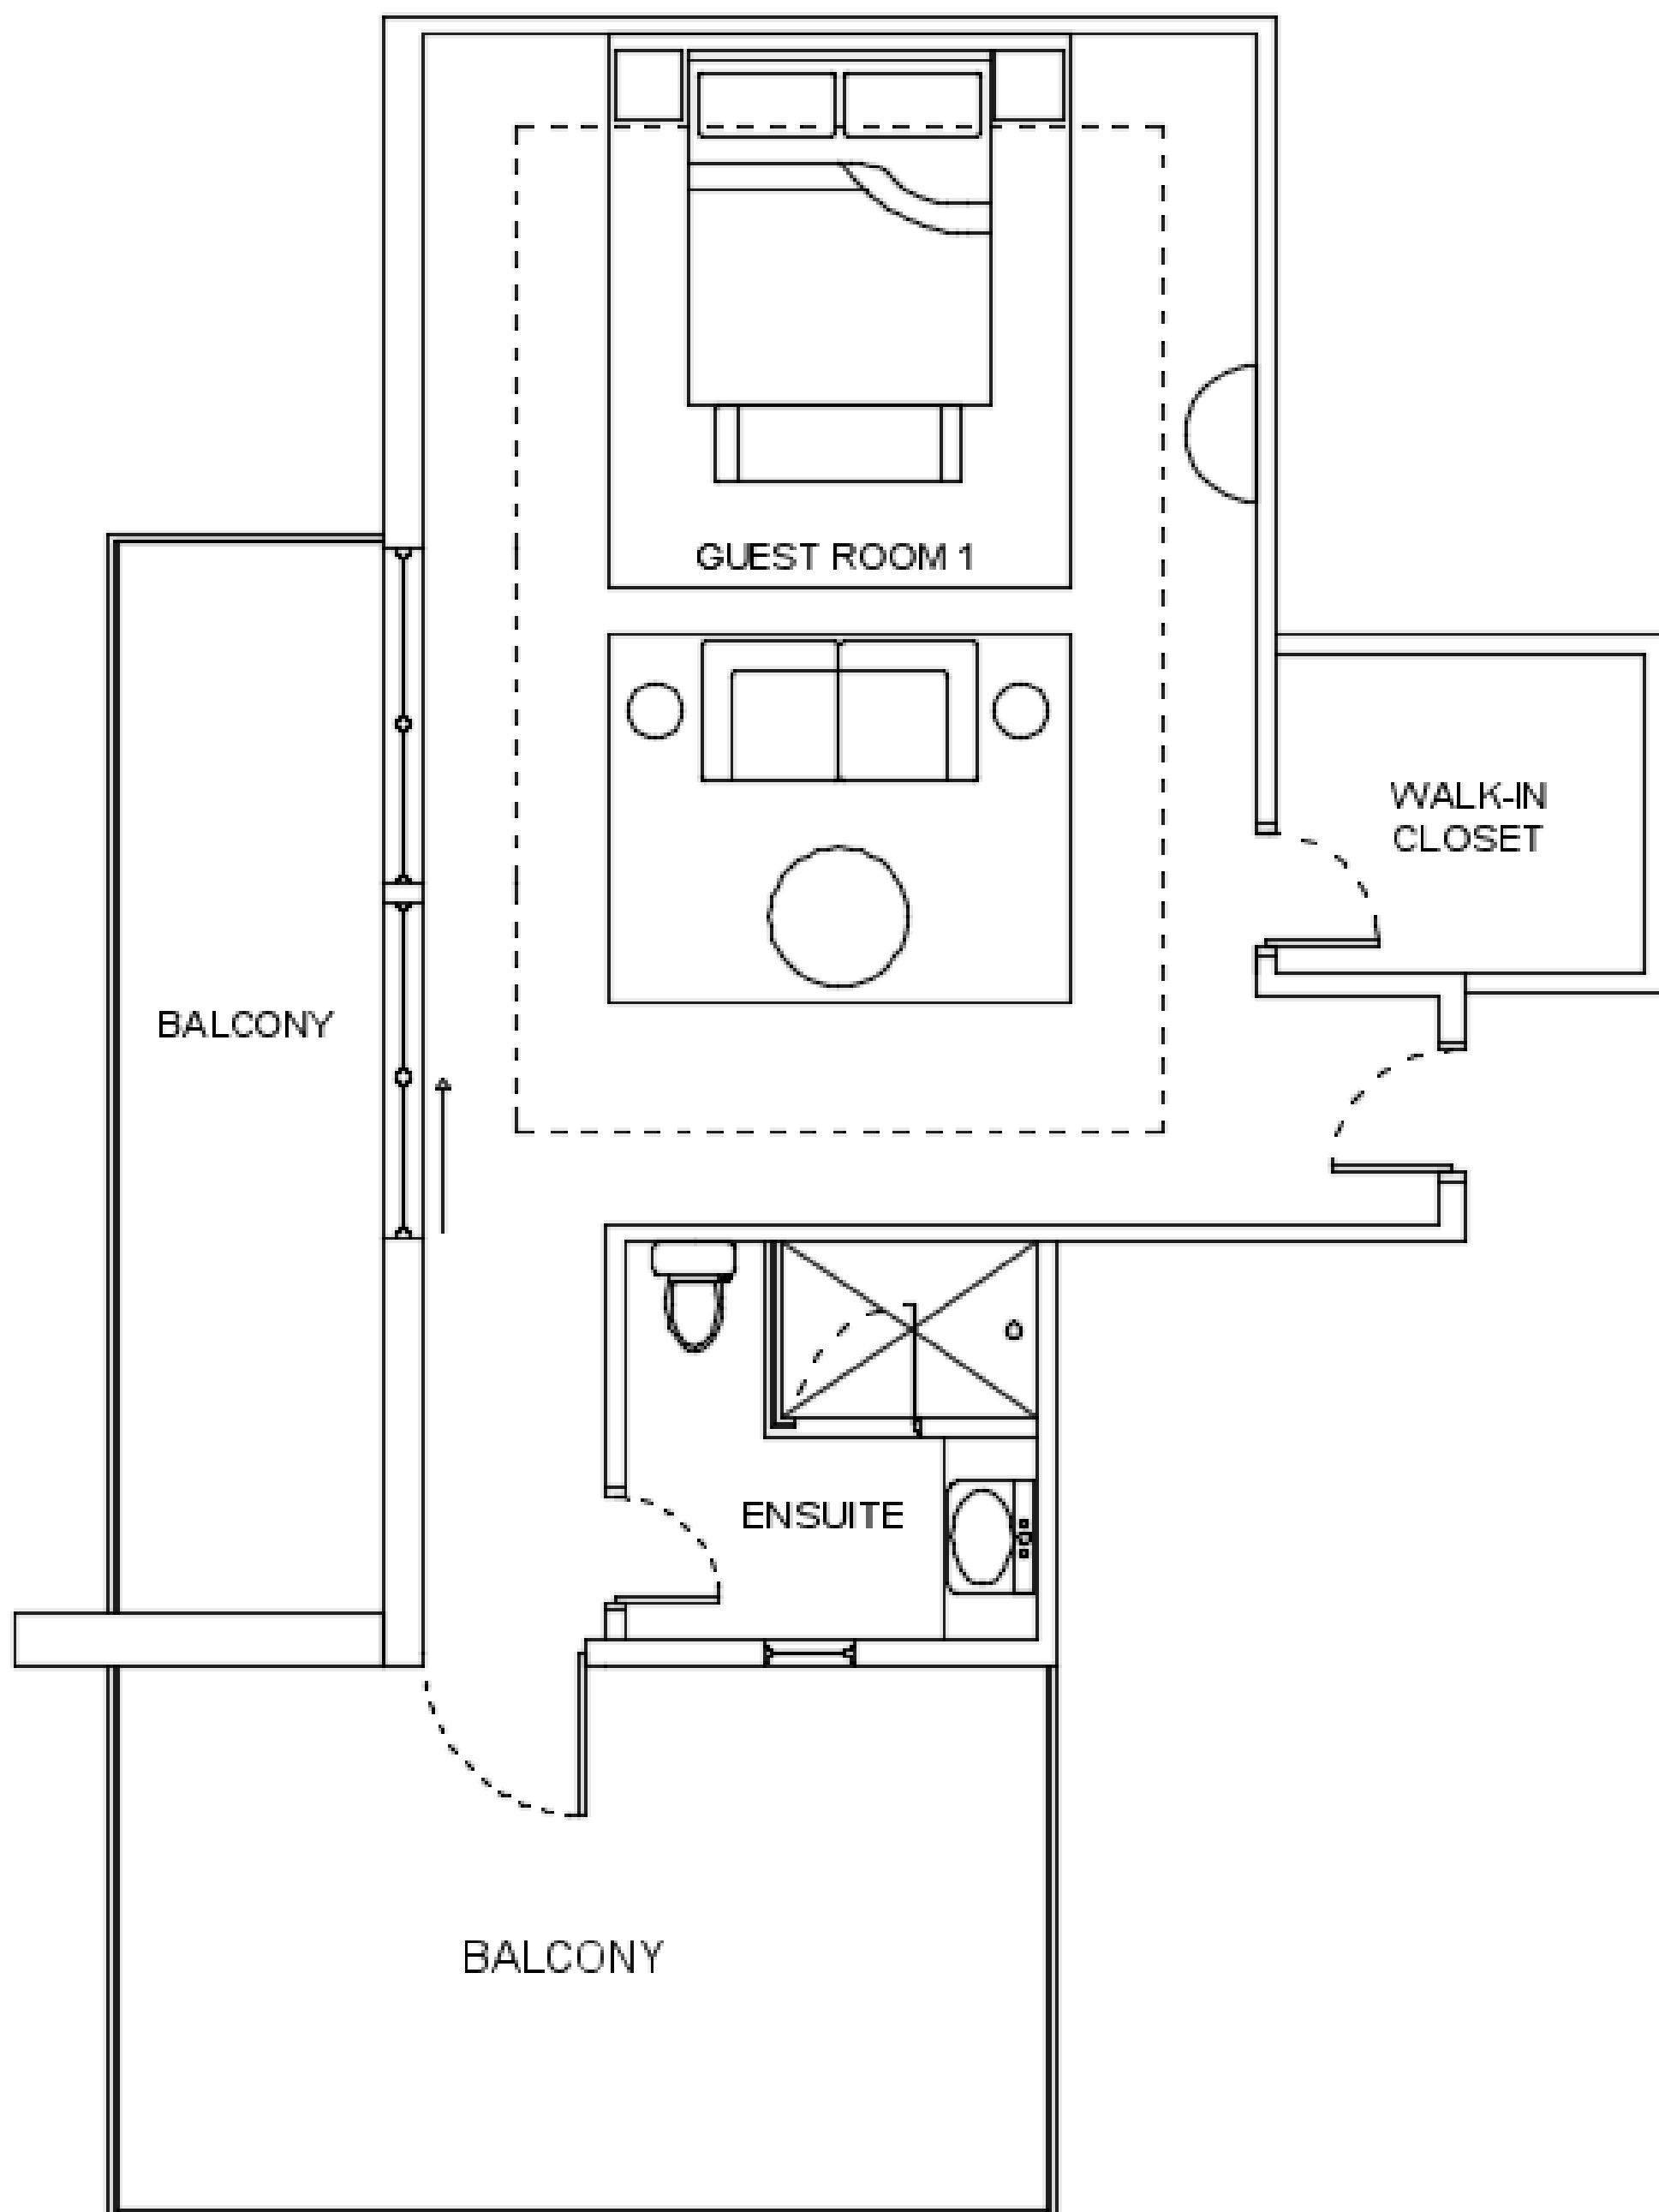 GUEST ROOM 1
WALK-IN
CLOSET
BALCONY
ENSUITE
BALCONY